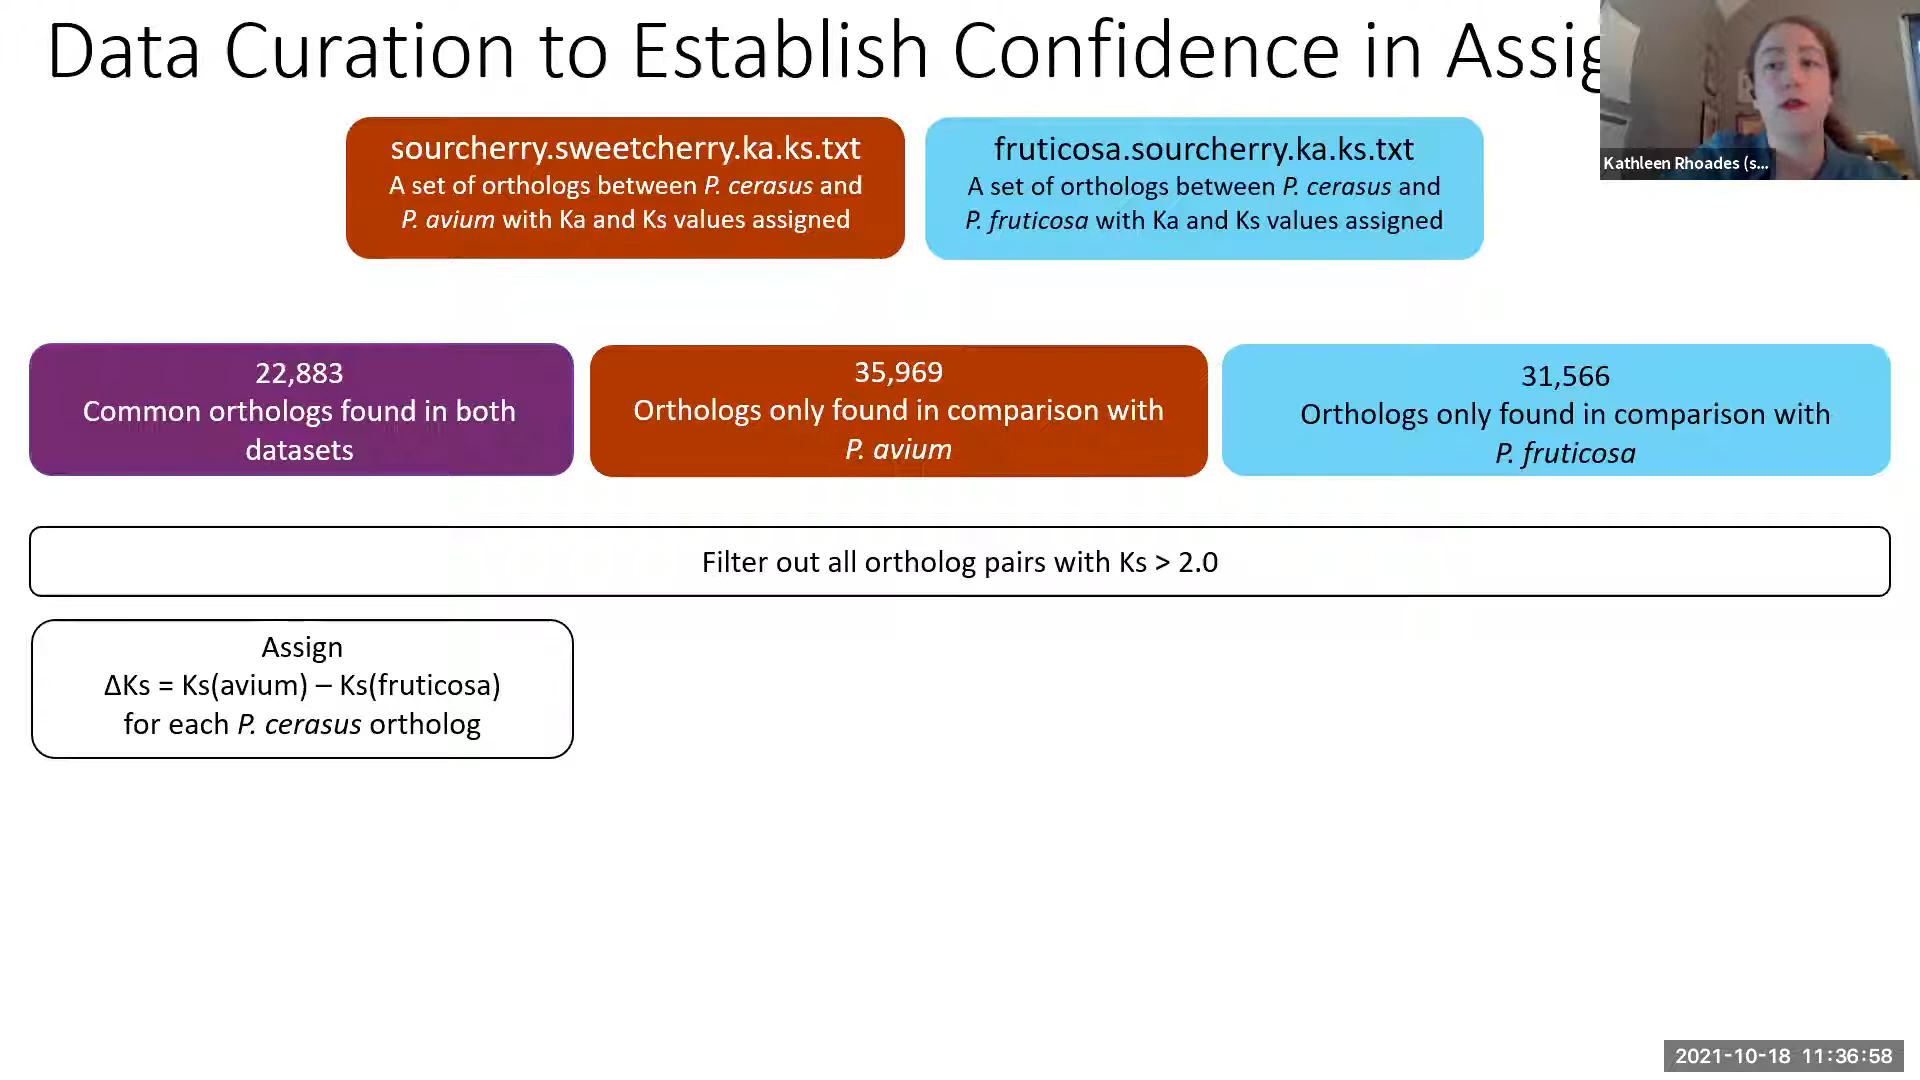 Data Curation to Establish Confidence in
sourcherry.sweetcherry.ka.ks.txt
A set of orthologs between P. cerasus and
P. avium with Ka and Ks values assigned
fruticosa.sourcherry.ka.ks.txt
A set of orthologs between P. cerasus and
P. fruticosa with Ka and Ks values assigned
Kathleen Rhoades (s...
22,883
Common orthologs found in both
datasets
35,969
Orthologs only found in comparison with
P. avium
31,566
Orthologs only found in comparison with
P. fruticosa
Filter out all ortholog pairs with Ks > 2.0
Assign
ΔKs = Ks(avium) – Ks(fruticosa)
for each P. cerasus ortholog
2021-10-18 11:36:58